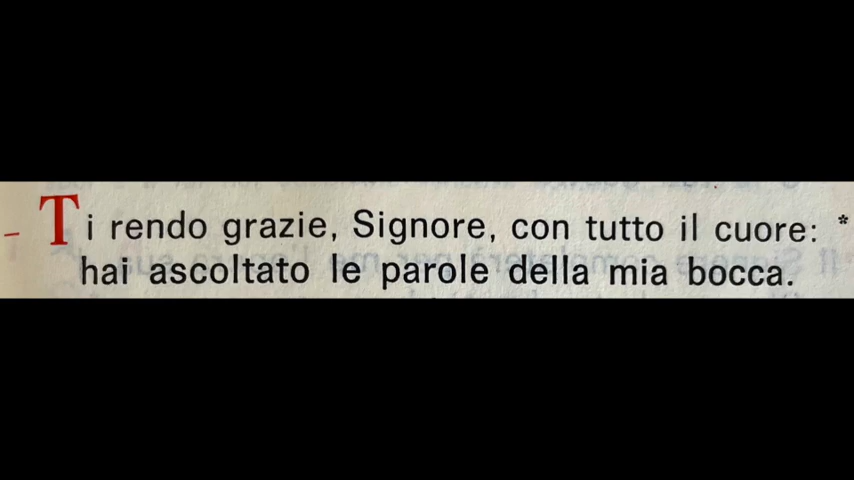 Ti rendo grazie, Signore, con tutto il cuore: *
hai ascoltato le parole della mia bocca.